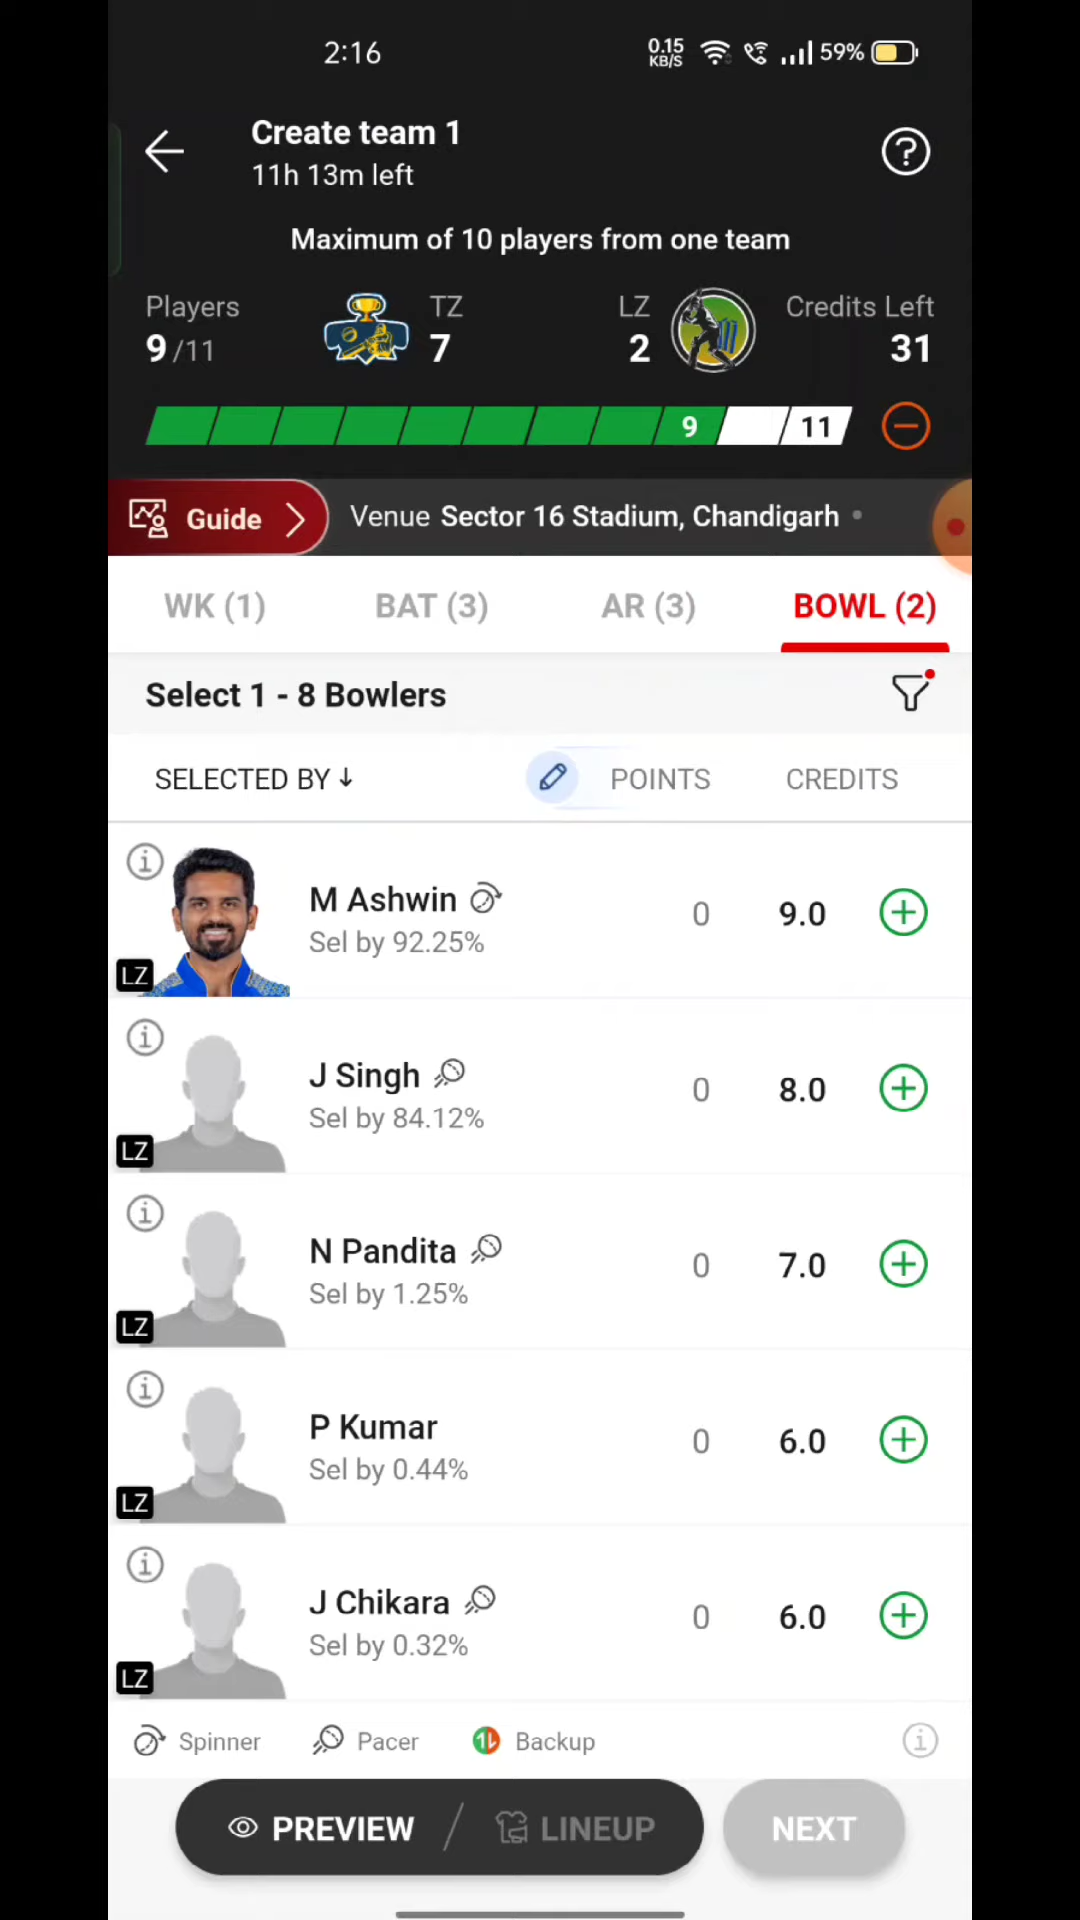 2:16
0.15
KB/S
59%
Create team 1
11h 13m left
Maximum of 10 players from one team
Players
9/11
TZ
7
LZ
2
Credits Left
31
9
11
Guide
Venue Sector 16 Stadium, Chandigarh
WK (1)
BAT (3)
AR (3)
BOWL (2)
Select 1 - 8 Bowlers
SELECTED BY ↓
POINTS
CREDITS
M Ashwin
Sel by 92.25%
LZ
0
9.0
J Singh
Sel by 84.12%
LZ
0
8.0
N Pandita
Sel by 1.25%
LZ
0
7.0
P Kumar
Sel by 0.44%
LZ
0
6.0
J Chikara
Sel by 0.32%
LZ
0
6.0
Spinner
Pacer
Backup
PREVIEW / LINEUP
NEXT